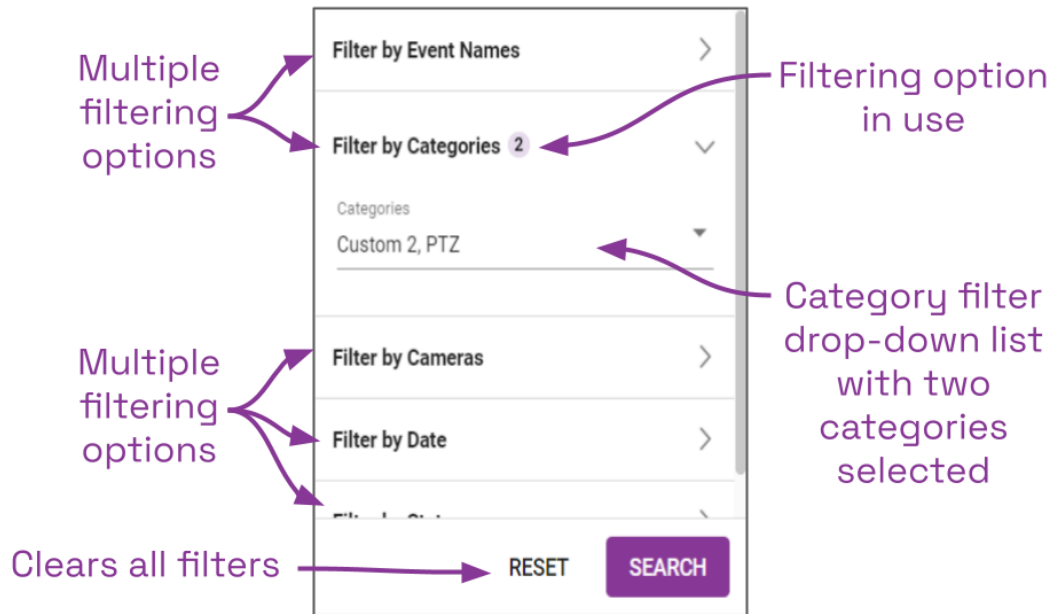 Multiple
filtering
options
Filter by Event Names
Filtering option
in use
Filter by Categories 2
Categories
Custom 2, PTZ
Category filter
drop-down list
with two
categories
selected
Multiple
filtering
options
Filter by Cameras
Filter by Date
Clears all filters
RESET
SEARCH